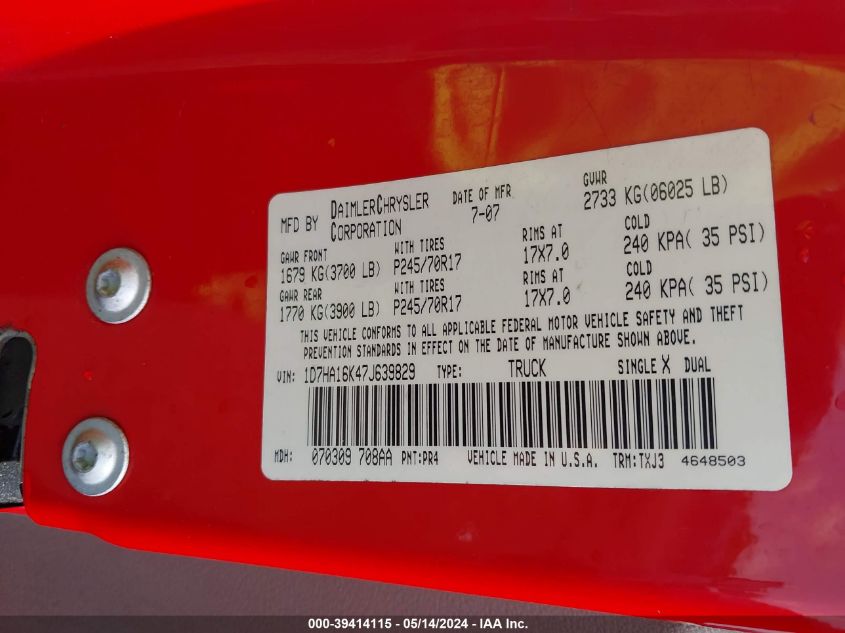 MFD BY DAIMLERCHRYSLER CORPORATION DATE OF MFR 7-07 GVWR 2733 KG(06025 LB)
GAWR FRONT WITH TIRES RIMS AT COLD
1679 KG(3700 LB) P245/70R17 17X7.0 240 KPA( 35 PSI)
GAWR REAR WITH TIRES RIMS AT COLD
1770 KG(3900 LB) P245/70R17 17X7.0 240 KPA( 35 PSI)
THIS VEHICLE CONFORMS TO ALL APPLICABLE FEDERAL MOTOR VEHICLE SAFETY AND THEFT
PREVENTION STANDARDS IN EFFECT ON THE DATE OF MANUFACTURE SHOWN ABOVE.
VIN: 1D7HA16K47J639829 TYPE: TRUCK SINGLE X DUAL
MDH: 070309 708AA PNT:PR4 VEHICLE MADE IN U.S.A. TRM:TXJ3 4648503
000-39414115 - 05/14/2024 - IAA Inc.